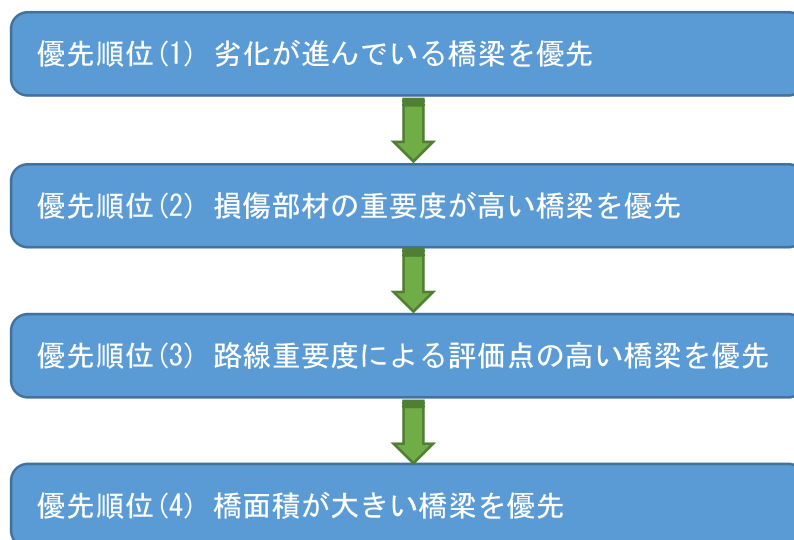 優先順位(1) 劣化が進んでいる橋梁を優先
優先順位(2) 損傷部材の重要度が高い橋梁を優先
優先順位(3) 路線重要度による評価点の高い橋梁を優先
優先順位(4) 橋面積が大きい橋梁を優先